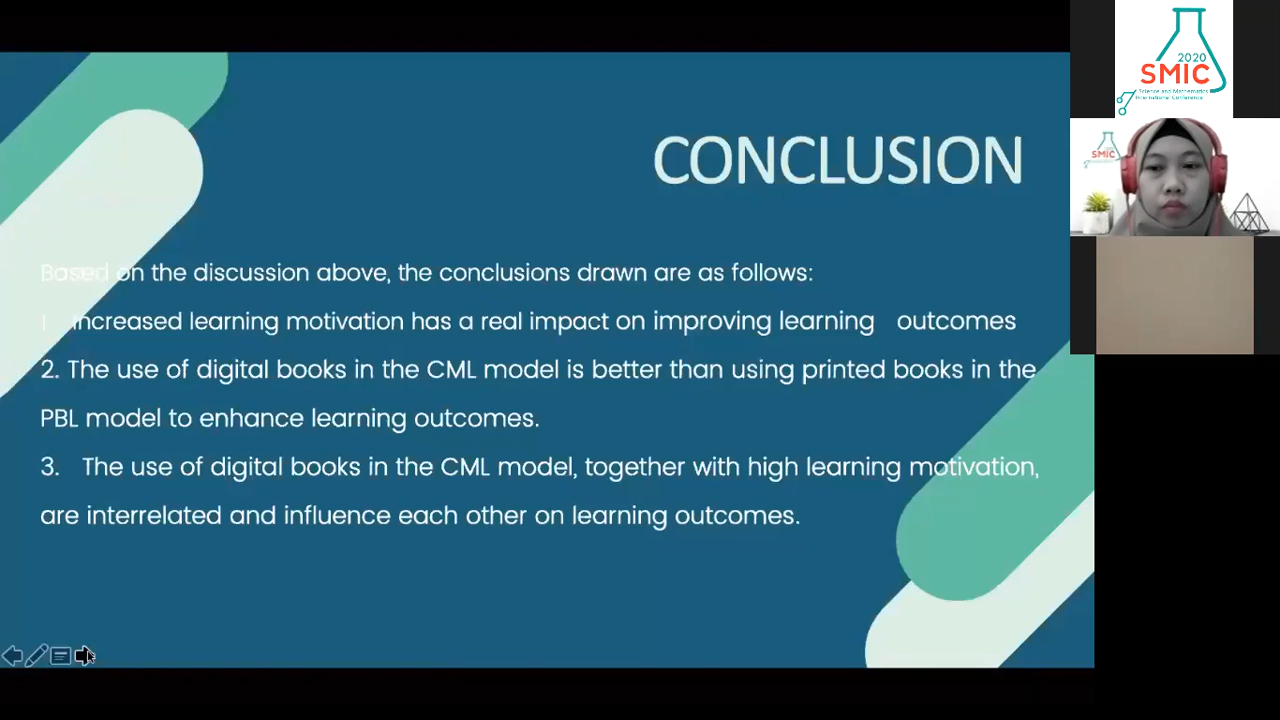 CONCLUSION
Based on the discussion above, the conclusions drawn are as follows:
1. Increased learning motivation has a real impact on improving learning outcomes
2. The use of digital books in the CML model is better than using printed books in the
PBL model to enhance learning outcomes.
3. The use of digital books in the CML model, together with high learning motivation,
are interrelated and influence each other on learning outcomes.
2020
SMIC
Science and Mathematics
International Conference
SMIC